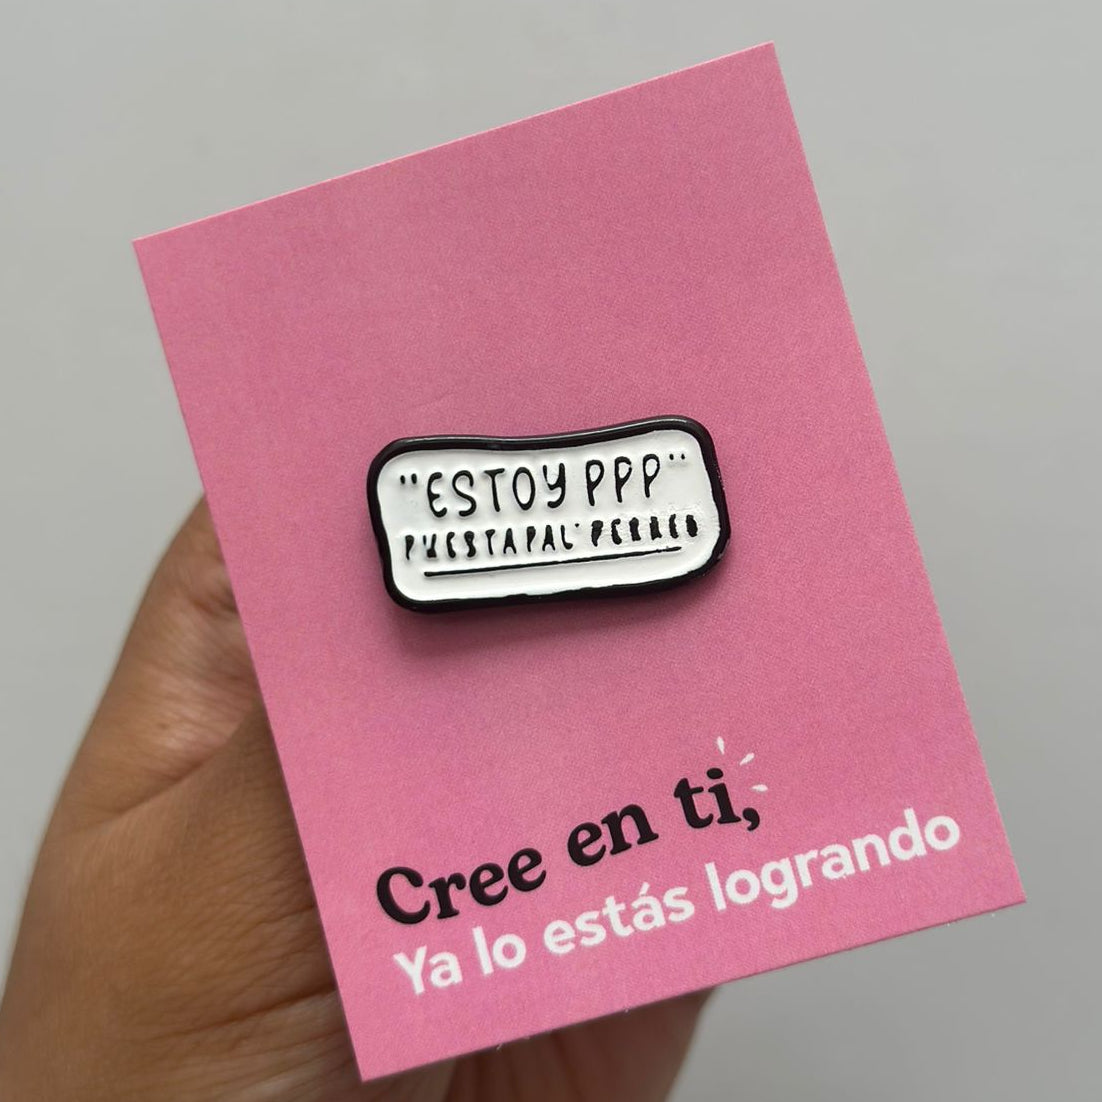 "ESTOY PPP"
PUESTA PAL' PERREO
Cree en ti,
Ya lo estás logrando